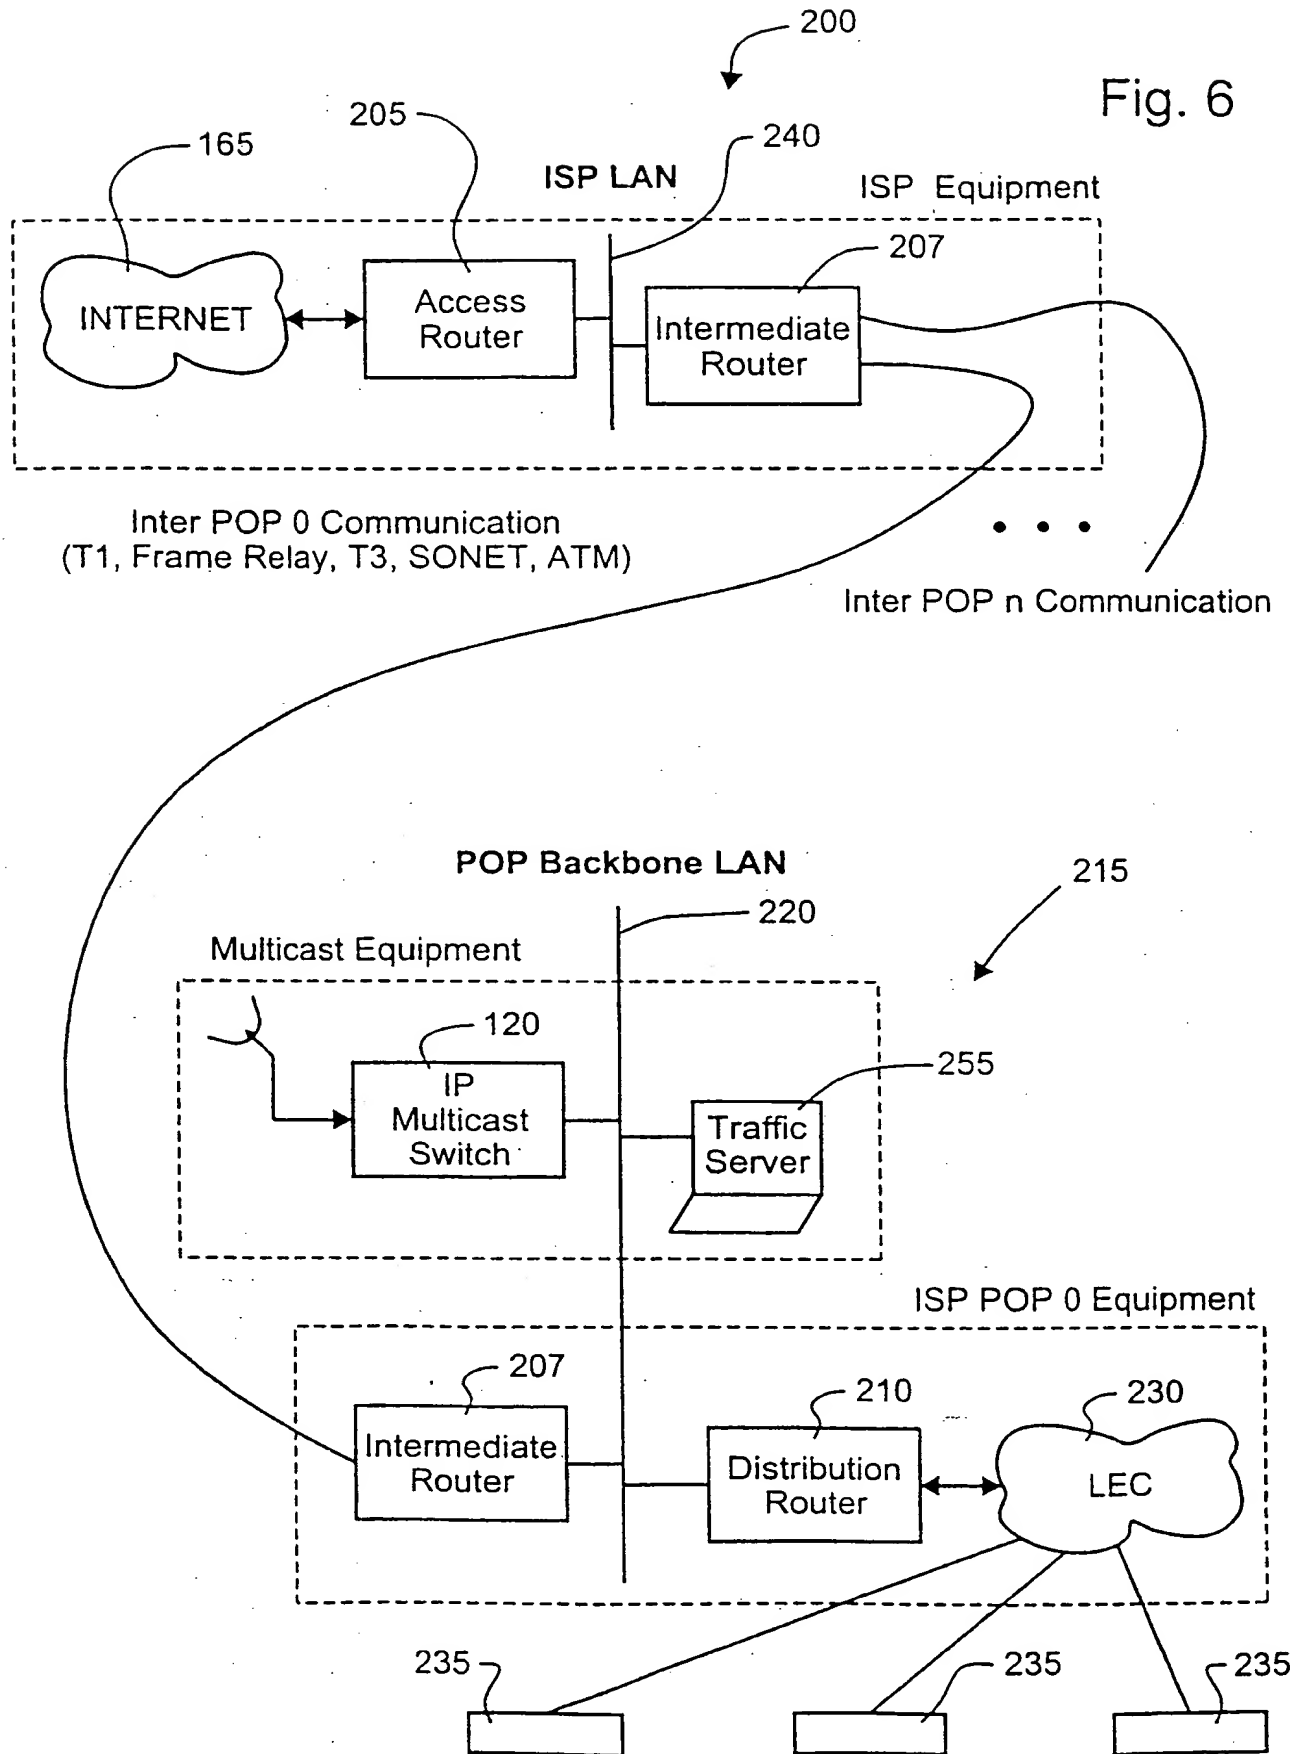 200
Fig. 6
205
240
165
ISP LAN
ISP Equipment
207
INTERNET
Access
Router
Intermediate
Router
Inter POP 0 Communication
(T1, Frame Relay, T3, SONET, ATM)
• • •
Inter POP n Communication
POP Backbone LAN
215
220
Multicast Equipment
120
255
IP
Multicast
Switch
Traffic
Server
ISP POP 0 Equipment
207
210
230
Intermediate
Router
Distribution
Router
LEC
235
235
235